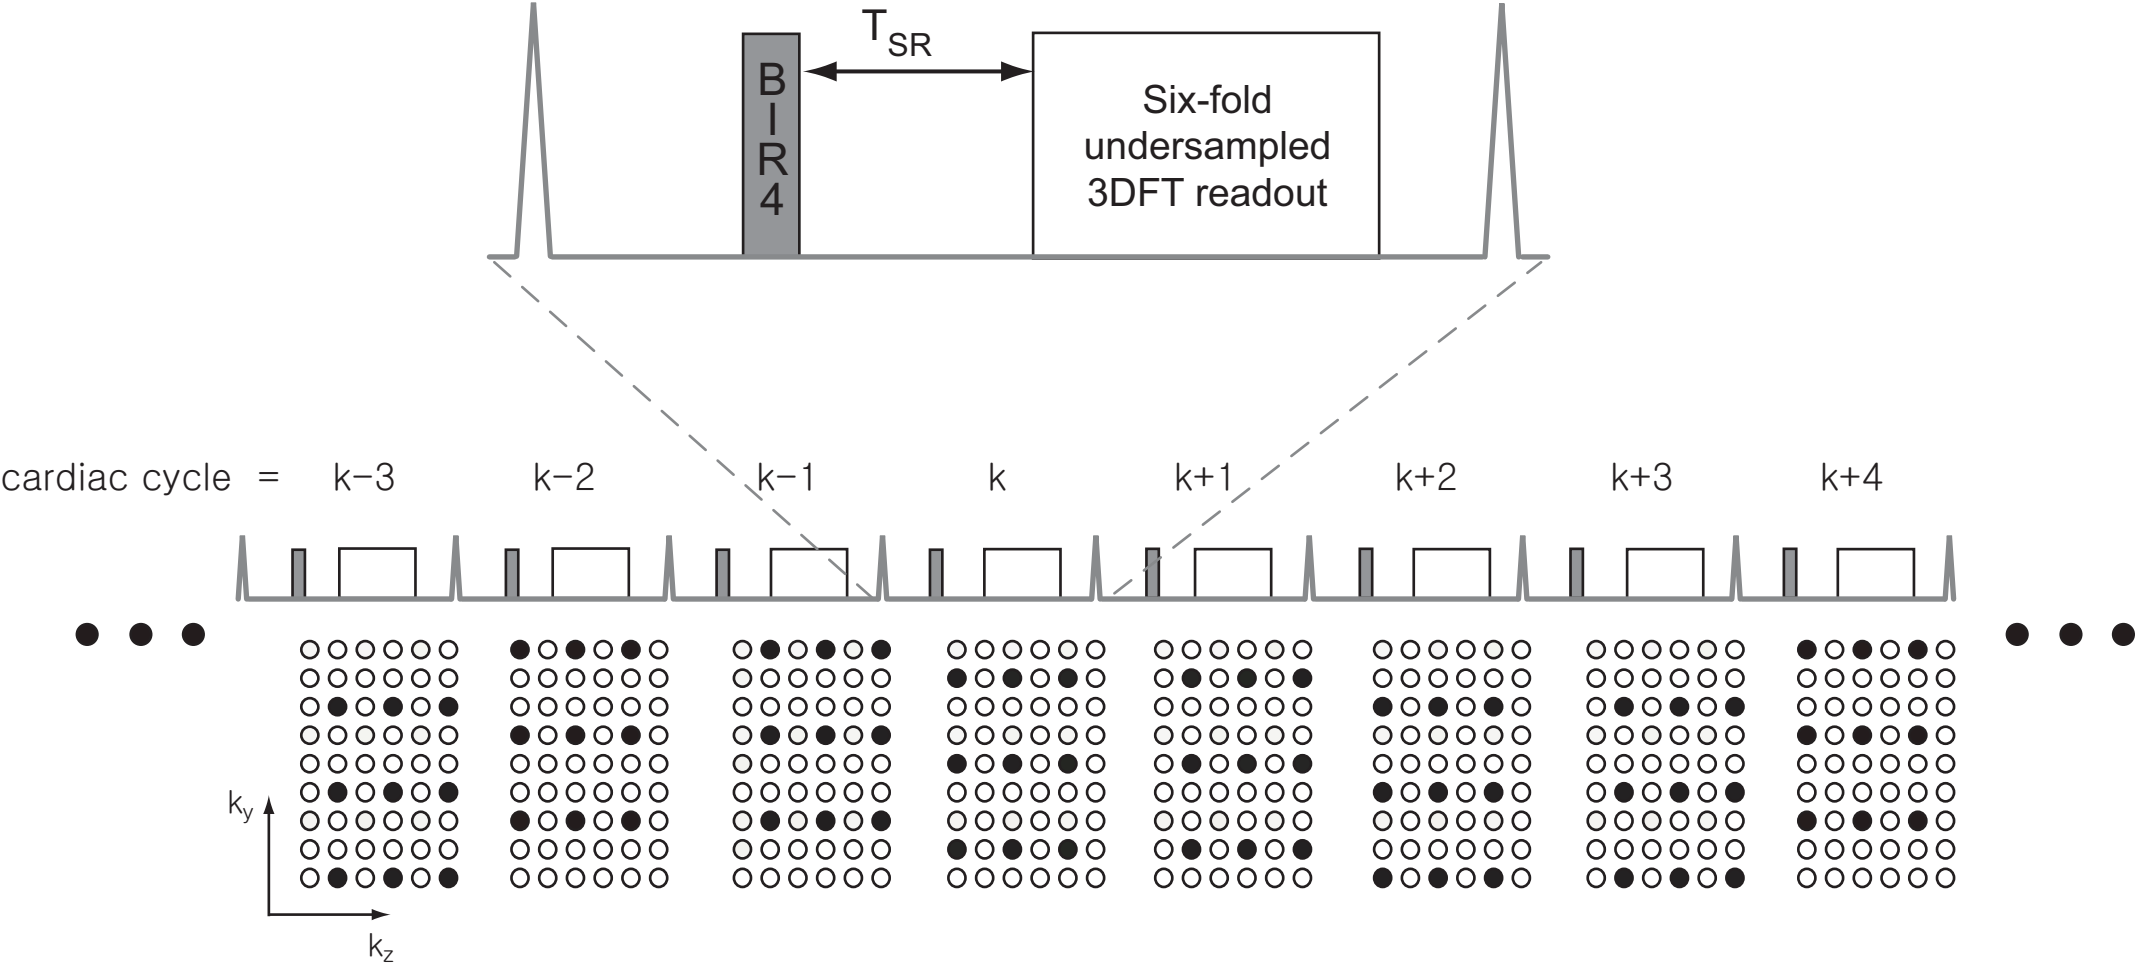 T_SR
B
I
R
4
Six-fold
undersampled
3DFT readout
cardiac cycle = k-3 k-2 k-1 k k+1 k+2 k+3 k+4
k_y
k_z